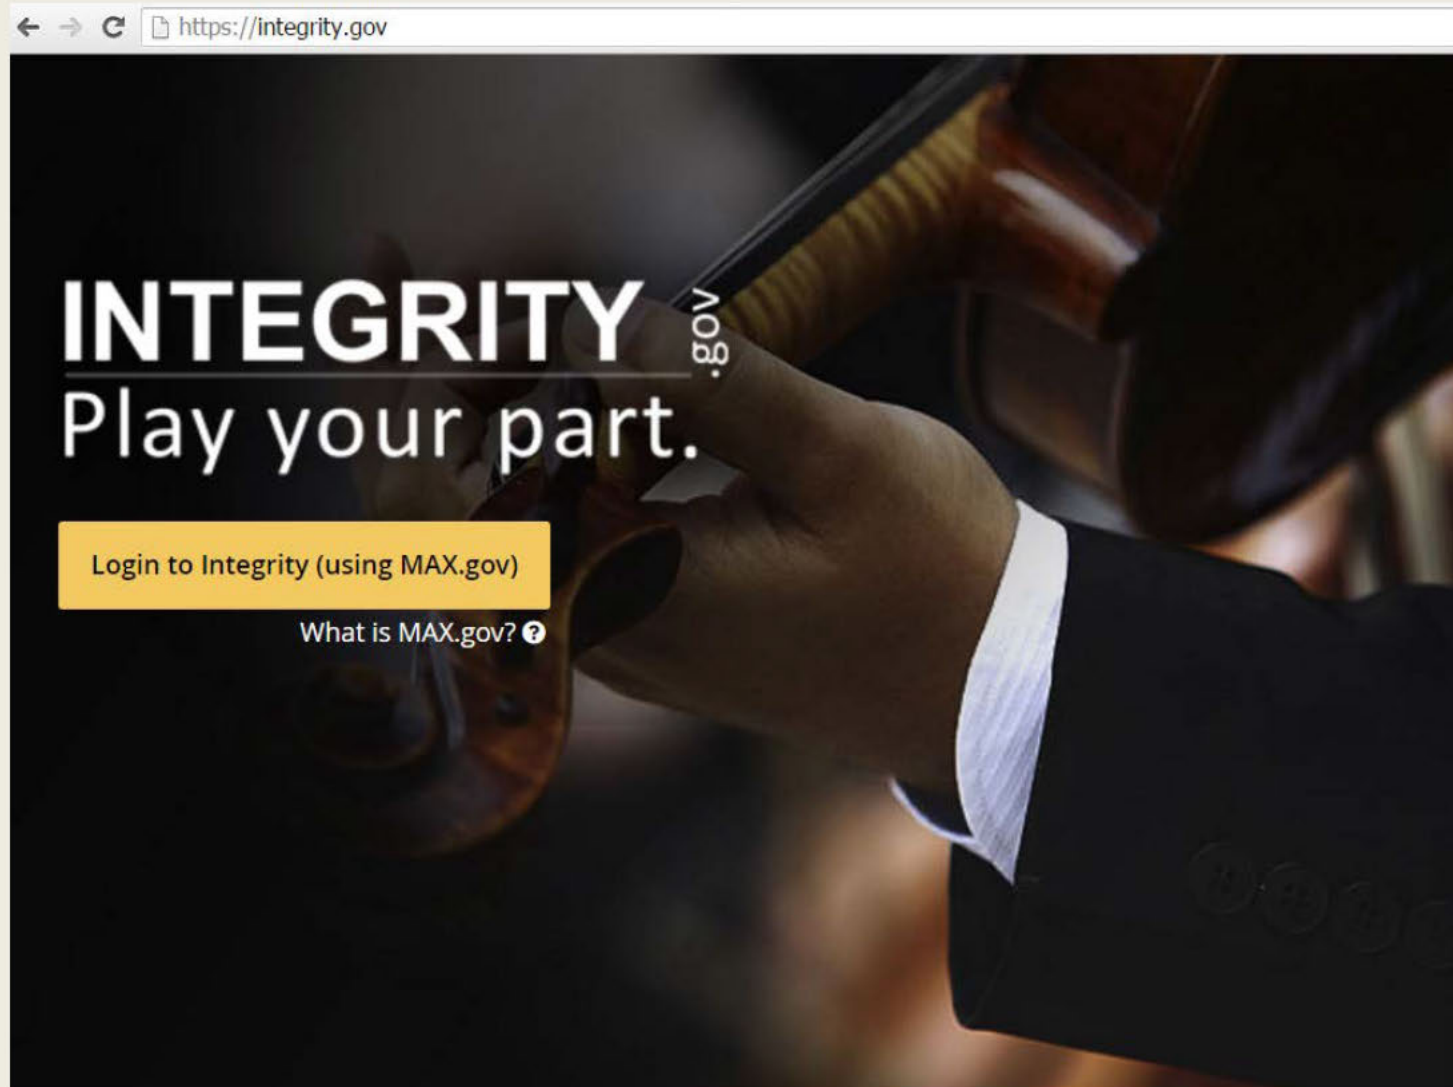 https://integrity.gov
INTEGRITY .gov
Play your part.
Login to Integrity (using MAX.gov)
What is MAX.gov?